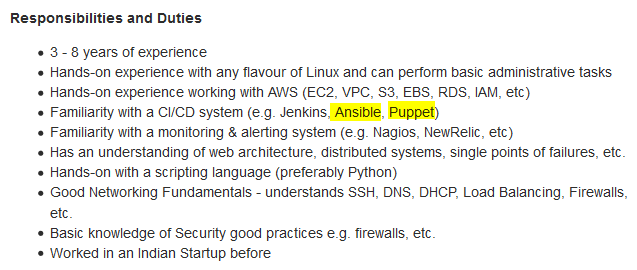 Responsibilities and Duties
3 - 8 years of experience
Hands-on experience with any flavour of Linux and can perform basic administrative tasks
Hands-on experience working with AWS (EC2, VPC, S3, EBS, RDS, IAM, etc)
Familiarity with a CI/CD system (e.g. Jenkins, Ansible, Puppet)
Familiarity with a monitoring & alerting system (e.g. Nagios, NewRelic, etc)
Has an understanding of web architecture, distributed systems, single points of failures, etc.
Hands-on with a scripting language (preferably Python)
Good Networking Fundamentals - understands SSH, DNS, DHCP, Load Balancing, Firewalls,
etc.
Basic knowledge of Security good practices e.g. firewalls, etc.
Worked in an Indian Startup before